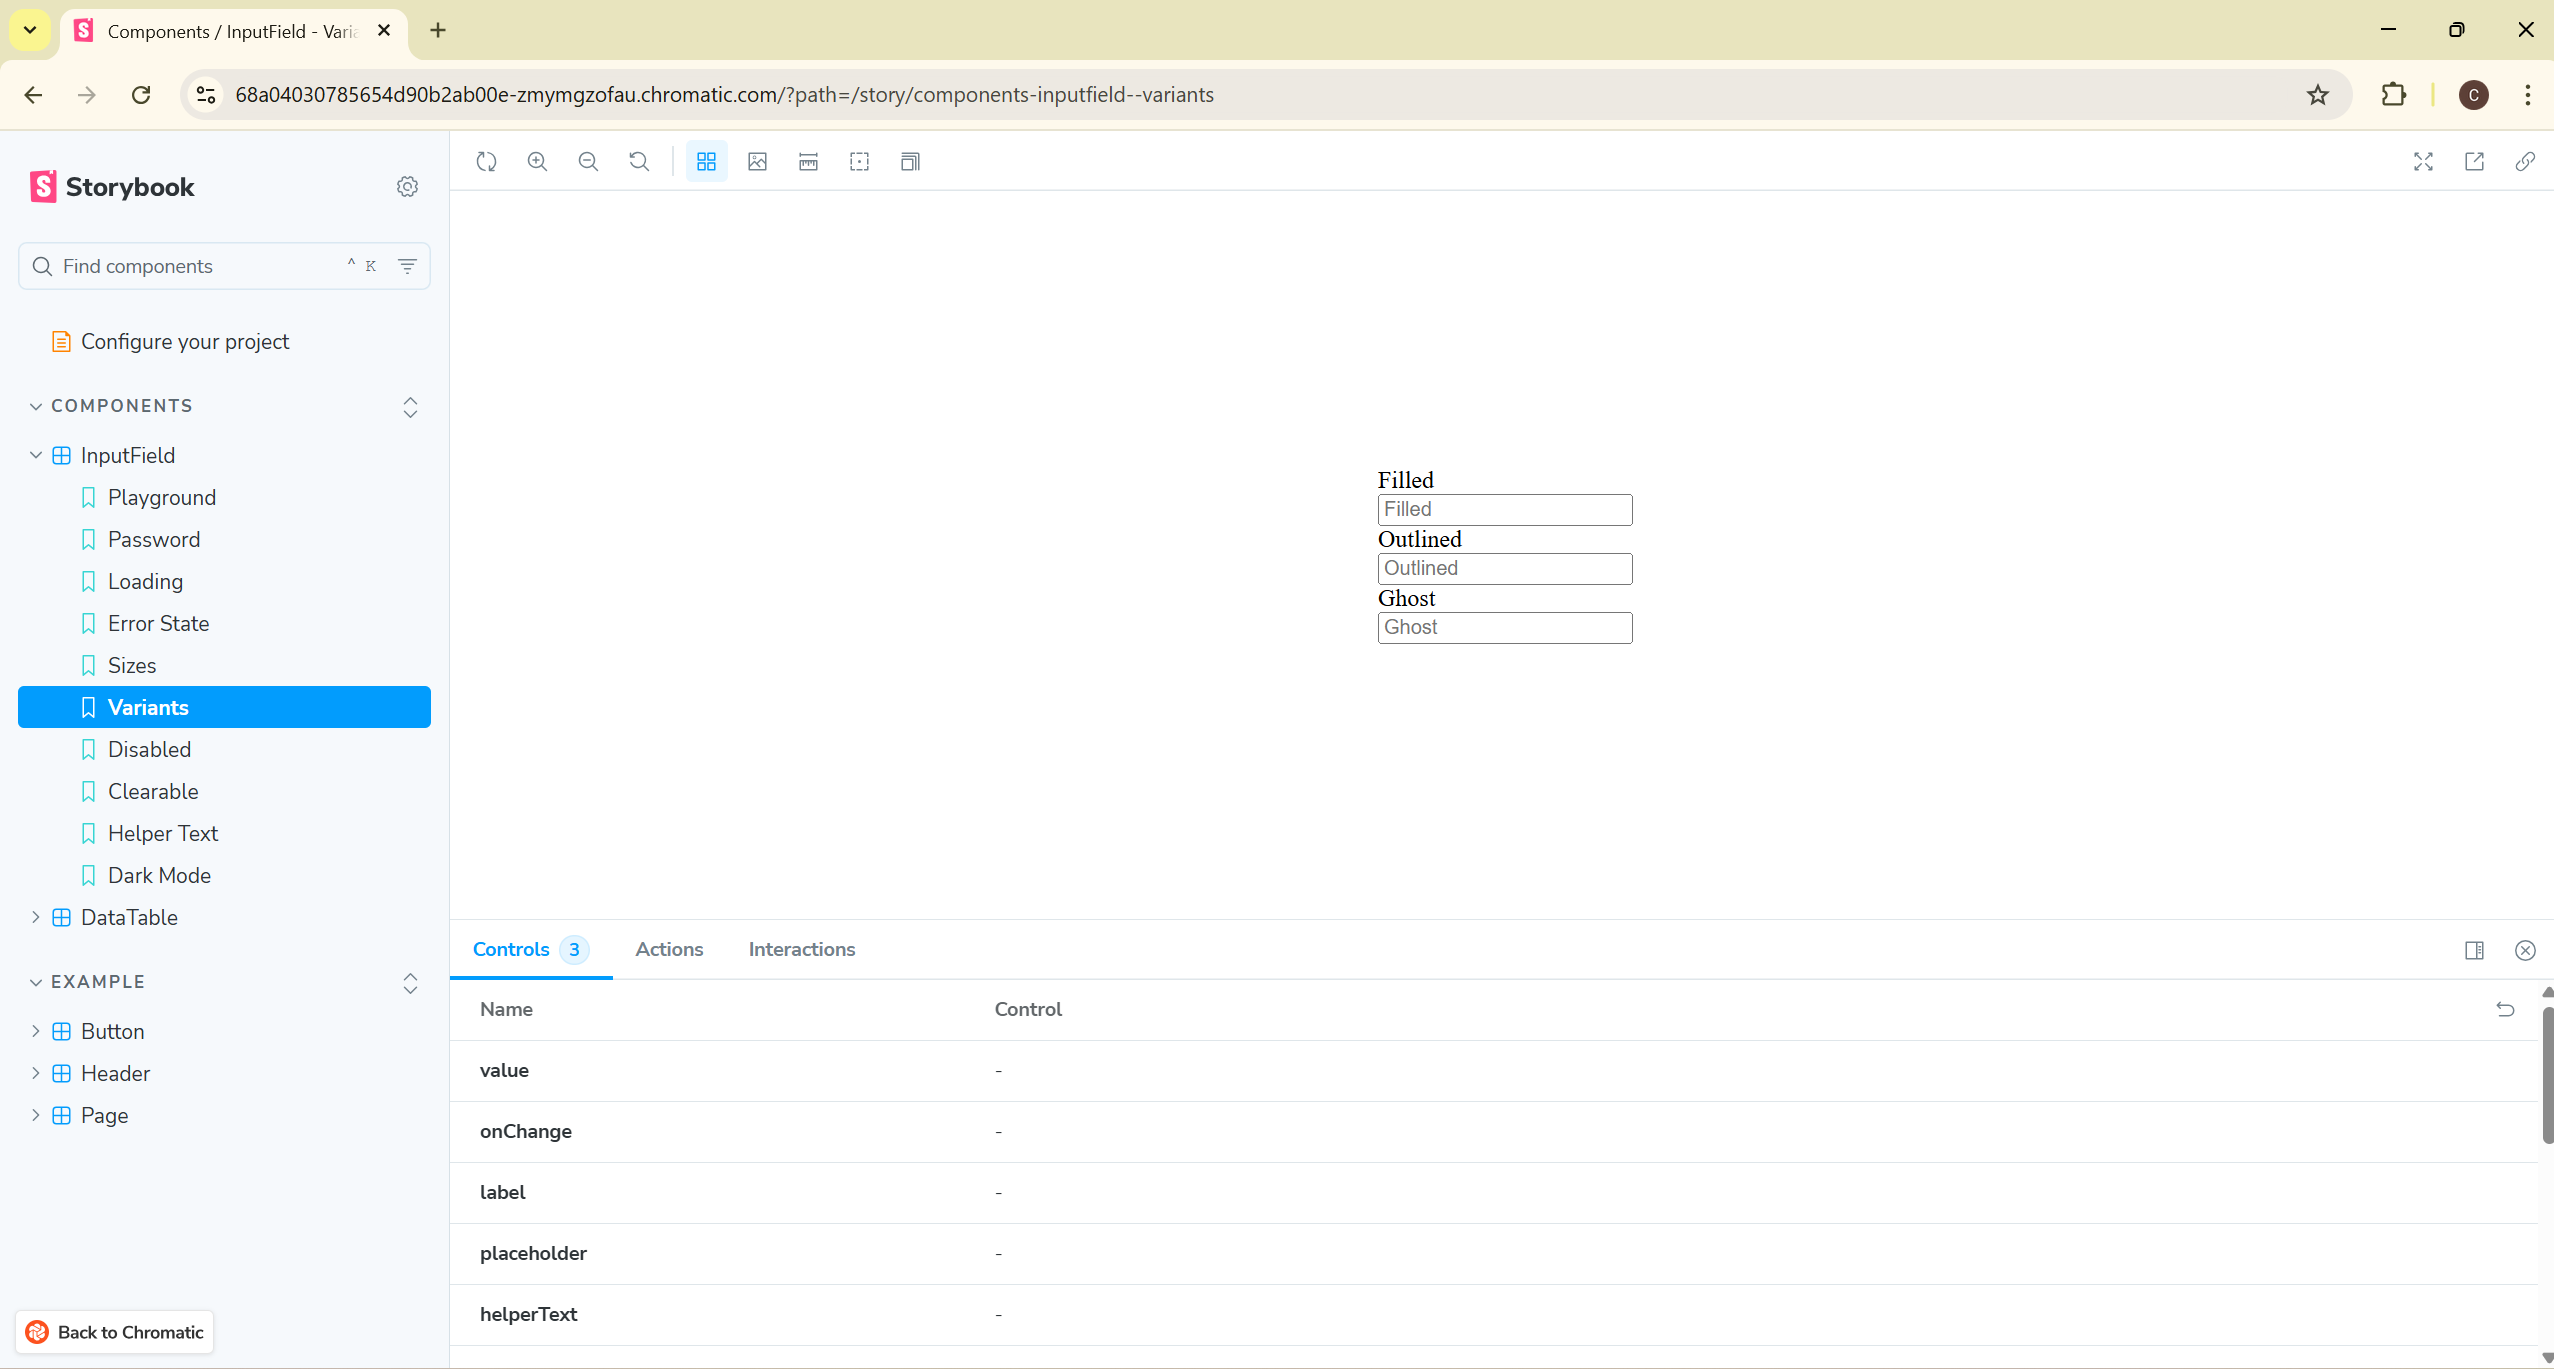 Components / InputField - Varia
68a04030785654d90b2ab00e-zmymgzofau.chromatic.com/?path=/story/components-inputfield--variants
C
Storybook
Find components
^ K
Configure your project
COMPONENTS
InputField
Playground
Password
Loading
Error State
Sizes
Variants
Disabled
Clearable
Helper Text
Dark Mode
DataTable
EXAMPLE
Button
Header
Page
Back to Chromatic
Filled
Filled
Outlined
Outlined
Ghost
Ghost
Controls 3 Actions Interactions
Name Control
value -
onChange -
label -
placeholder -
helperText -